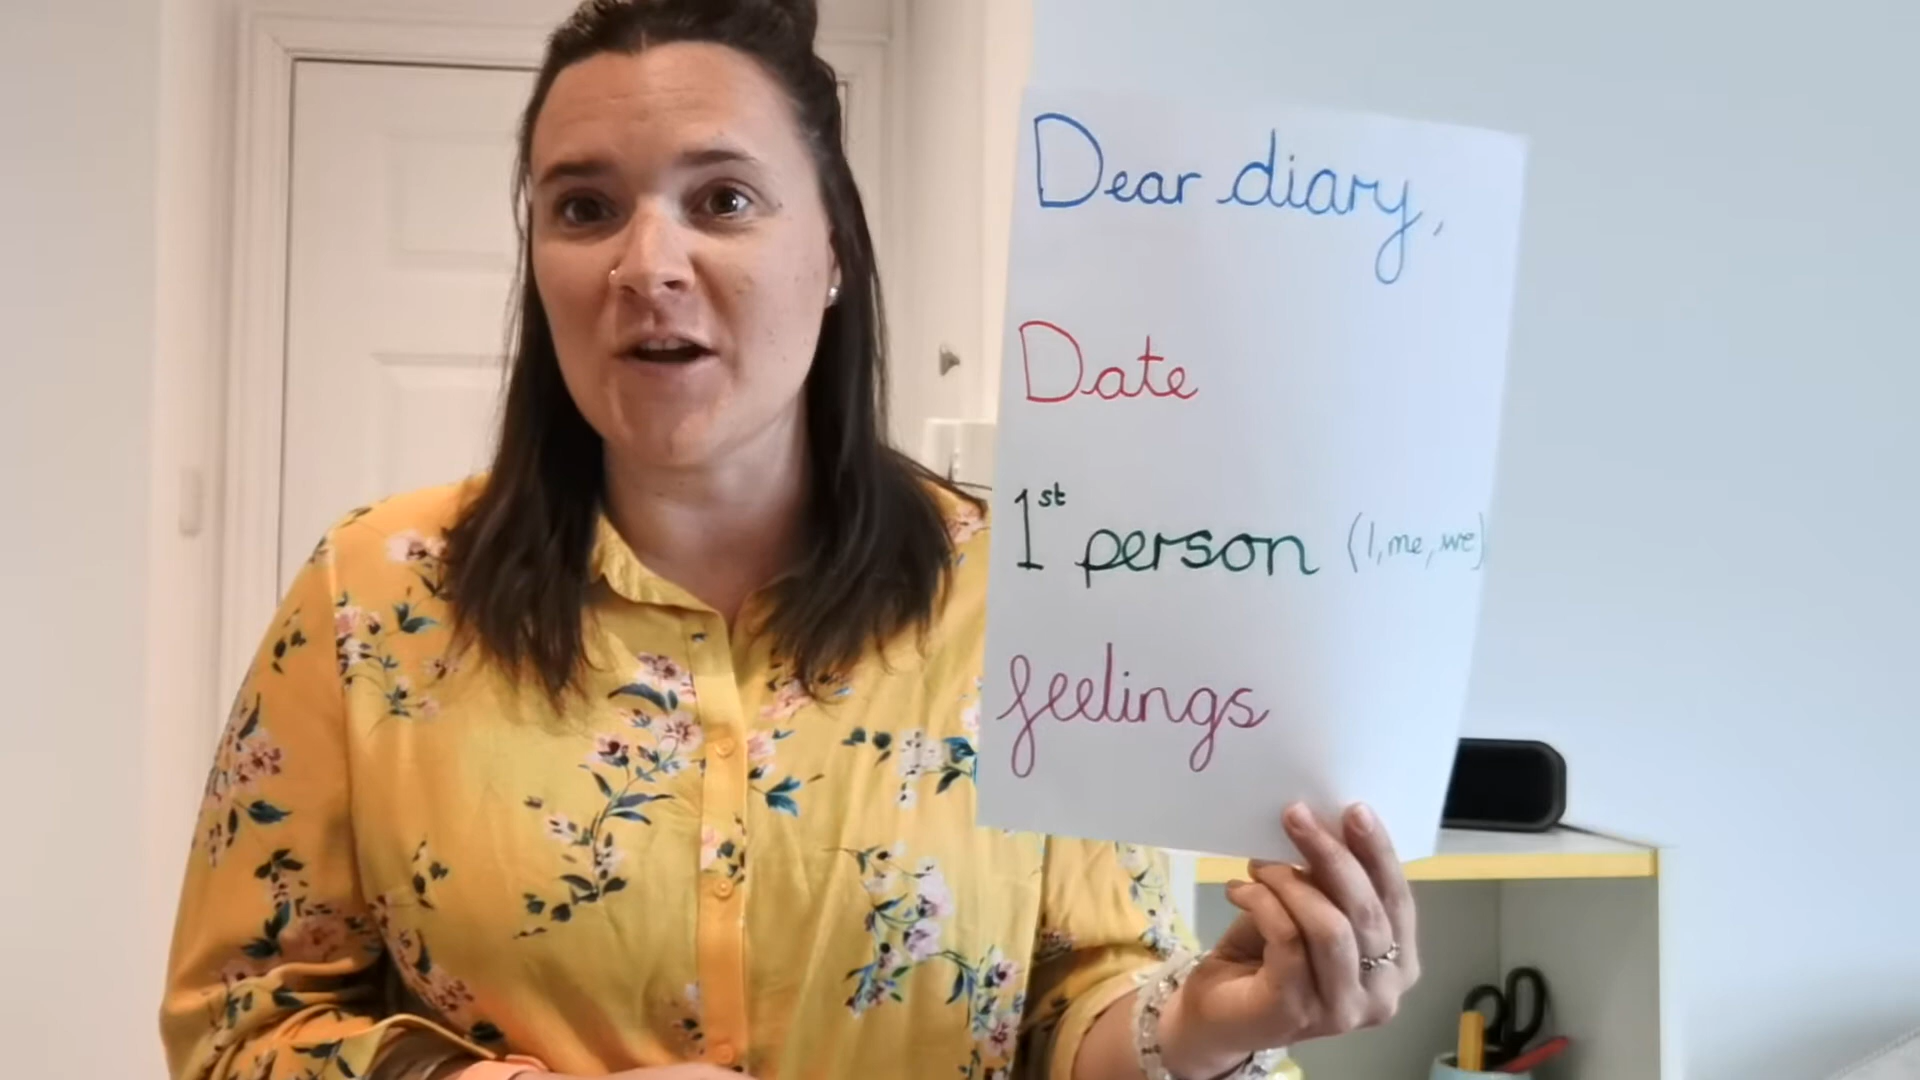 Dear diary,
Date
1st person (I, me, we)
feelings